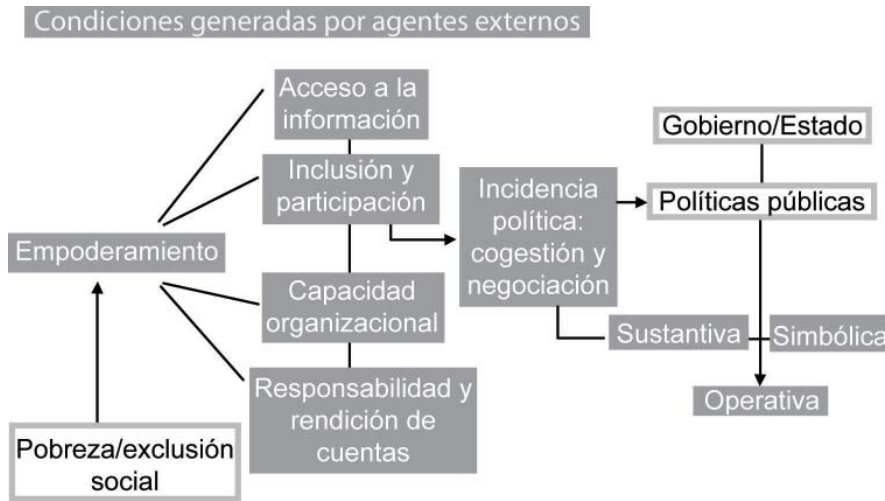 Condiciones generadas por agentes externos
Acceso a la
información
Inclusión y
participación
Empoderamiento
Capacidad
organizacional
Responsabilidad y
rendición de
cuentas
Pobreza/exclusión
social
Incidencia
política:
cogestión y
negociación
Gobierno/Estado
Políticas públicas
Sustantiva
Simbólica
Operativa